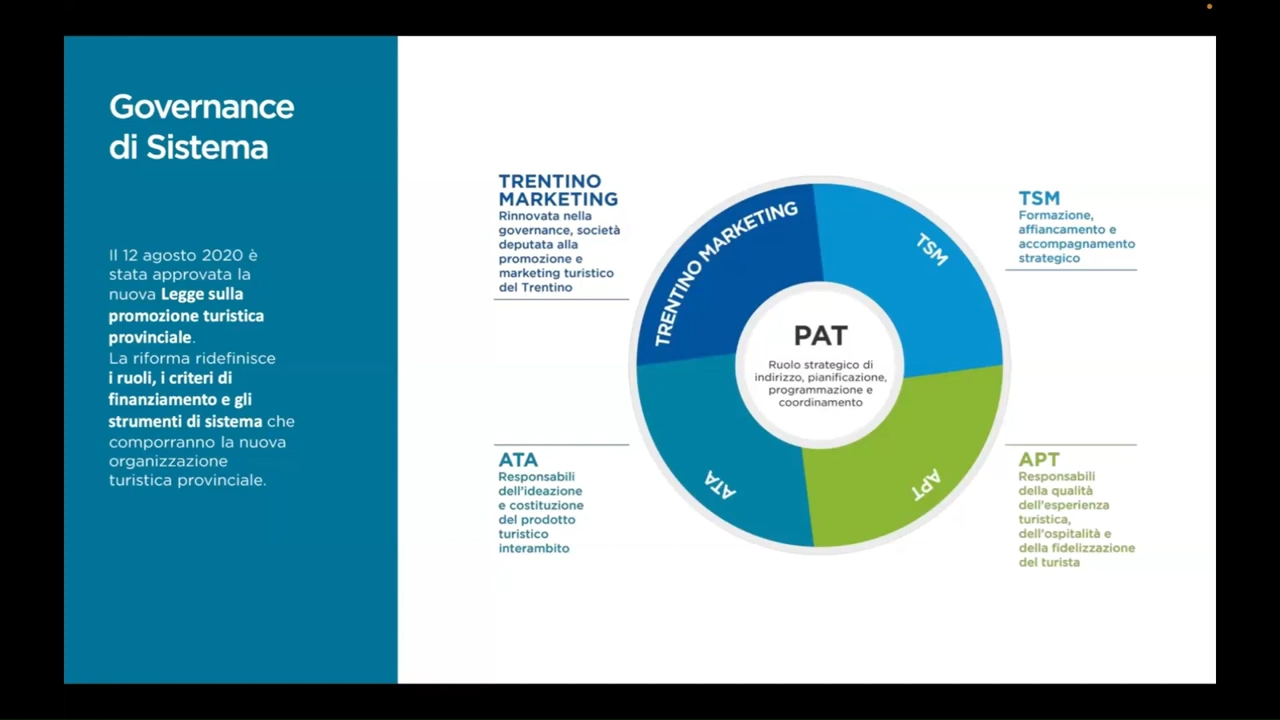 Governance
di Sistema
Il 12 agosto 2020 è
stata approvata la
nuova Legge sulla
promozione turistica
provinciale.
La riforma ridefinisce
i ruoli, i criteri di
finanziamento e gli
strumenti di sistema che
comporranno la nuova
organizzazione
turistica provinciale.
TRENTINO
MARKETING
Rinnovata nella
governance, società
deputata alla
promozione e
marketing turistico
del Trentino
TRENTINO MARKETING
TSM
TSM
Formazione,
affiancamento e
accompagnamento
strategico
PAT
Ruolo strategico di
indirizzo, pianificazione,
programmazione e
coordinamento
ATA
Responsabili
dell'ideazione
e costituzione
del prodotto
turistico
interambito
ATA
APT
APT
Responsabili
della qualità
dell'esperienza
turistica,
dell'ospitalità e
della fidelizzazione
del turista